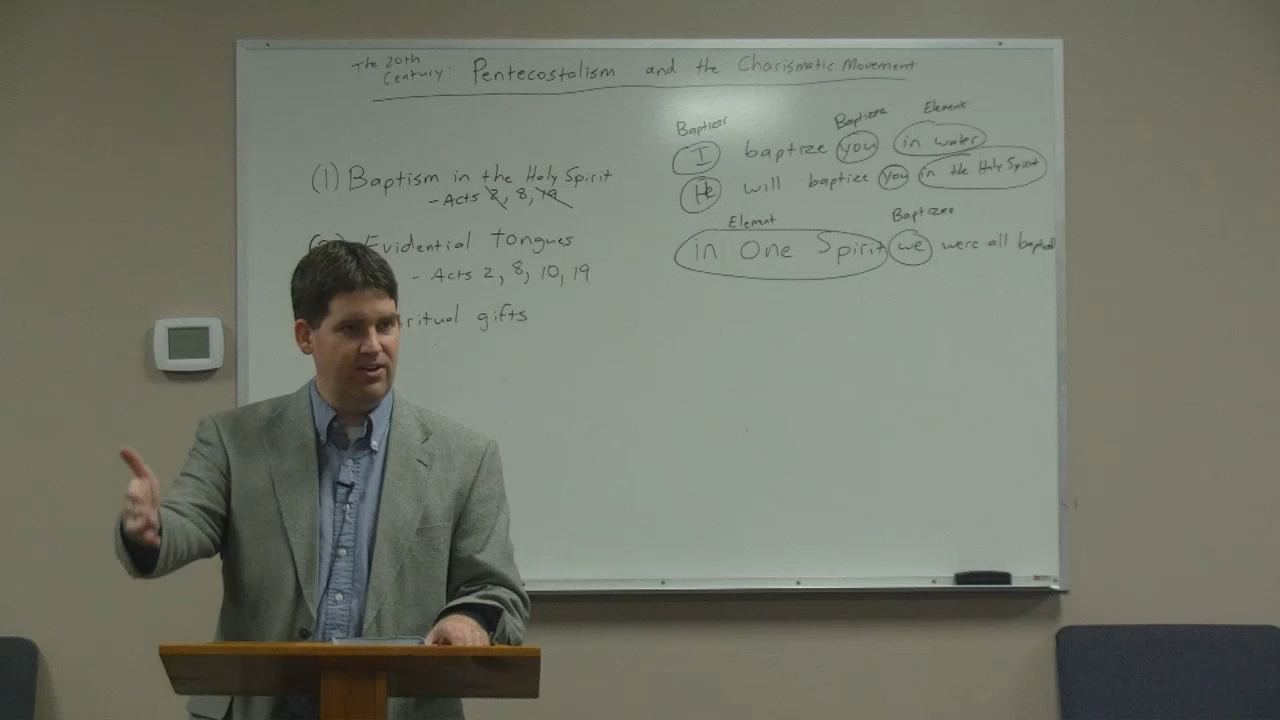 The 20th
Century: Pentecostalism and the Charismatic Movement
(1) Baptism in the Holy Spirit
- Acts 2, 8, 19
Evidential Tongues
- Acts 2, 8, 10, 19
ritual gifts
Baptizer Baptizee Element
I baptize you in water
He will baptize you in the Holy Spirit
Element Baptizee
in One Spirit we were all baptized